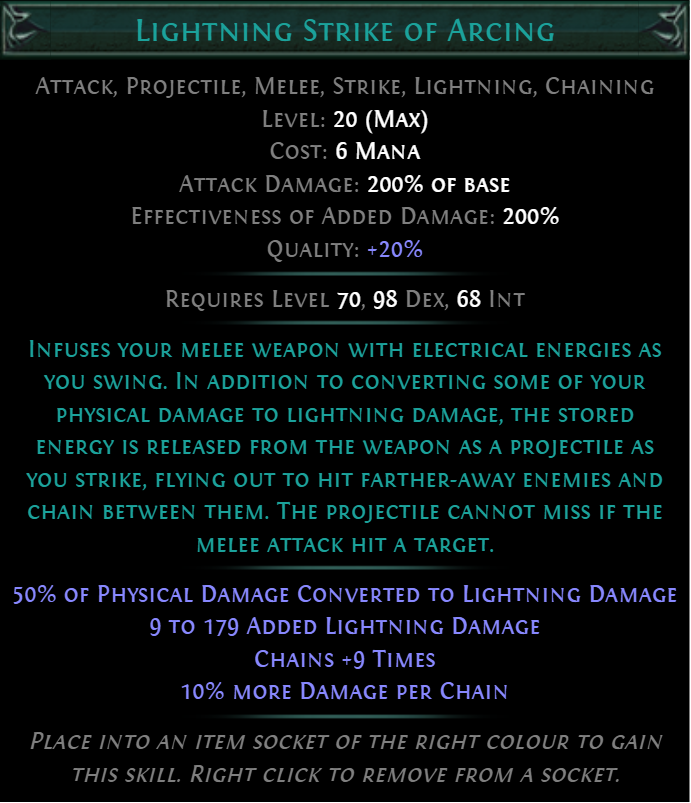 Lightning Strike of Arcing
Attack, Projectile, Melee, Strike, Lightning, Chaining
Level: 20 (Max)
Cost: 6 Mana
Attack Damage: 200% of base
Effectiveness of Added Damage: 200%
Quality: +20%
Requires Level 70, 98 Dex, 68 Int
Infuses your melee weapon with electrical energies as
you swing. In addition to converting some of your
physical damage to lightning damage, the stored
energy is released from the weapon as a projectile as
you strike, flying out to hit farther-away enemies and
chain between them. The projectile cannot miss if the
melee attack hit a target.
50% of Physical Damage Converted to Lightning Damage
9 to 179 Added Lightning Damage
Chains +9 Times
10% more Damage per Chain
Place into an item socket of the right colour to gain
this skill. Right click to remove from a socket.